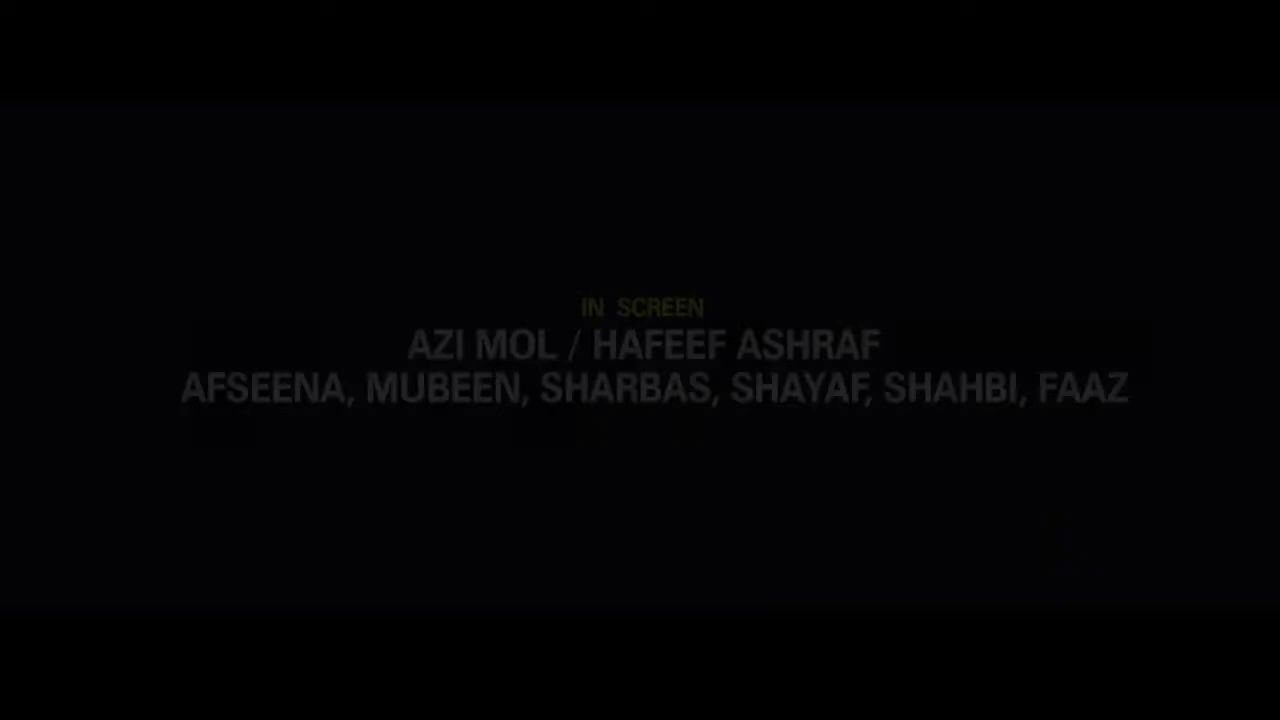 IN SCREEN
AZI MOL / HAFEEF ASHRAF
AFSEENA, MUBEEN, SHARBAS, SHAYAF, SHAHBI, FAAZ